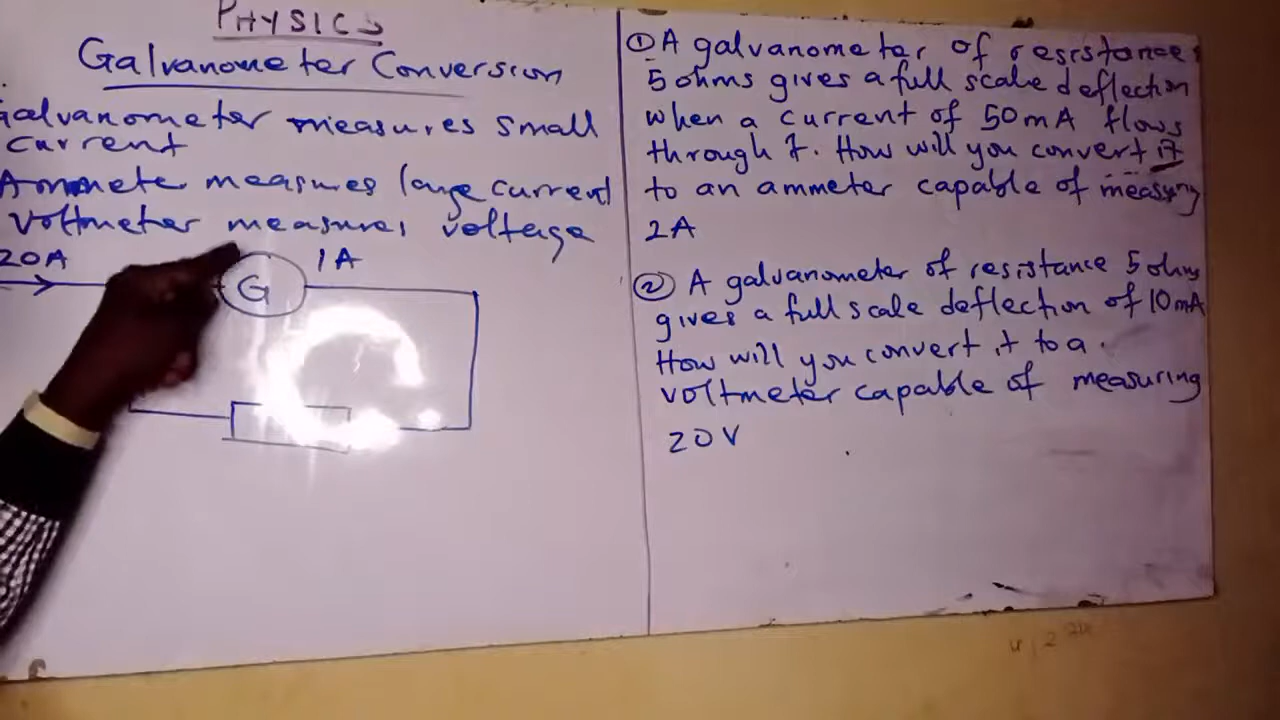 PHYSICS
Galvanometer Conversion
Galvanometer measures small
current
Ammeter measures large current
Voltmeter measures voltage
20A
G
1A
① A galvanometer of resistance
5 ohms gives a full scale deflection
when a current of 50mA flows
through it. How will you convert it
to an ammeter capable of measuring
2A
② A galvanometer of resistance 5 ohms
gives a full scale deflection of 10mA
How will you convert it to a
voltmeter capable of measuring
20V